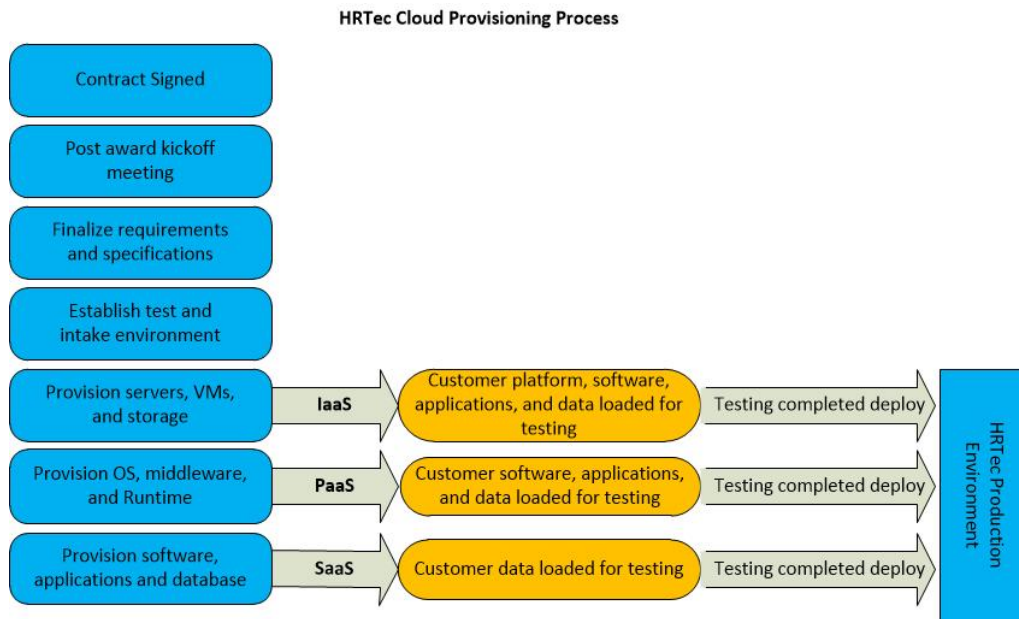 HRTec Cloud Provisioning Process
Contract Signed
Post award kickoff
meeting
Finalize requirements
and specifications
Establish test and
intake environment
Provision servers, VMs,
and storage
IaaS
Customer platform, software,
applications, and data loaded for
testing
Testing completed deploy
Provision OS, middleware,
and Runtime
PaaS
Customer software, applications,
and data loaded for testing
Testing completed deploy
Provision software,
applications and database
SaaS
Customer data loaded for testing
Testing completed deploy
HRTec Production
Environment